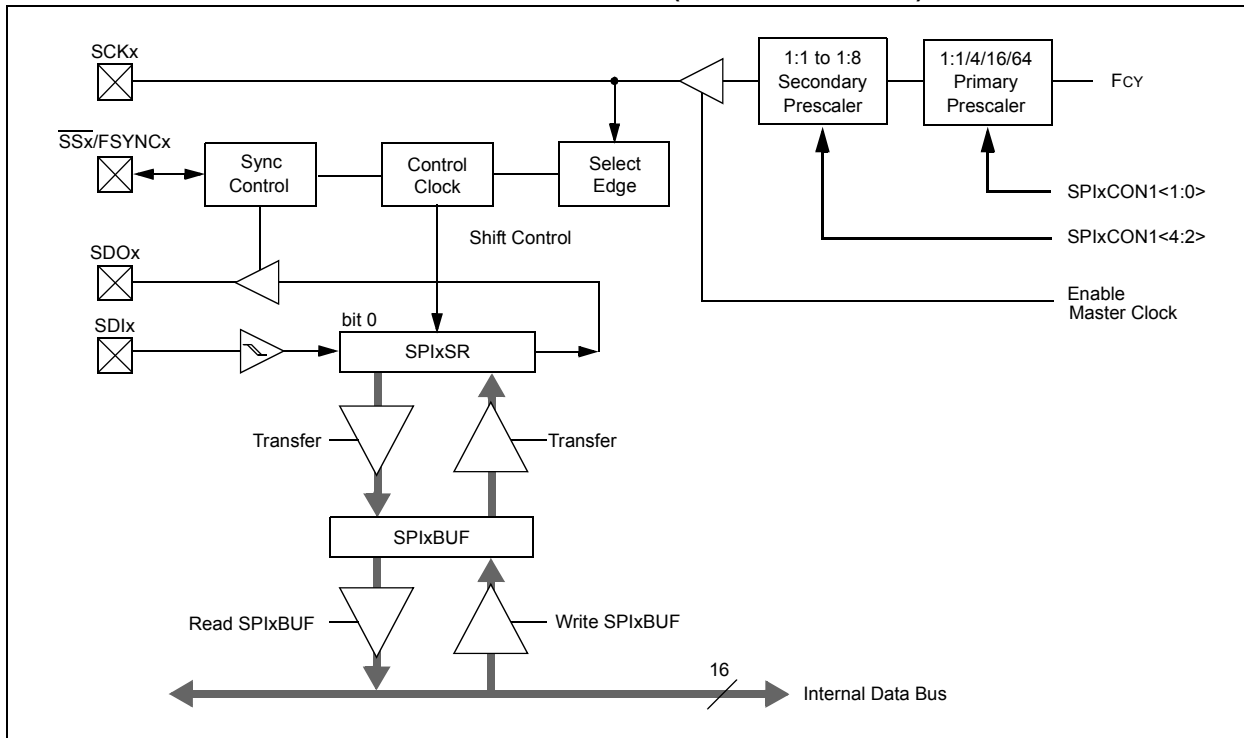 SCKx
SSx/FSYNCx
SDOx
SDIx
Sync
Control
Control
Clock
Select
Edge
1:1 to 1:8
Secondary
Prescaler
1:1/4/16/64
Primary
Prescaler
FCY
SPIxCON1<1:0>
SPIxCON1<4:2>
Enable
Master Clock
Shift Control
bit 0
SPIxSR
Transfer
Transfer
SPIxBUF
Read SPIxBUF
Write SPIxBUF
16
Internal Data Bus